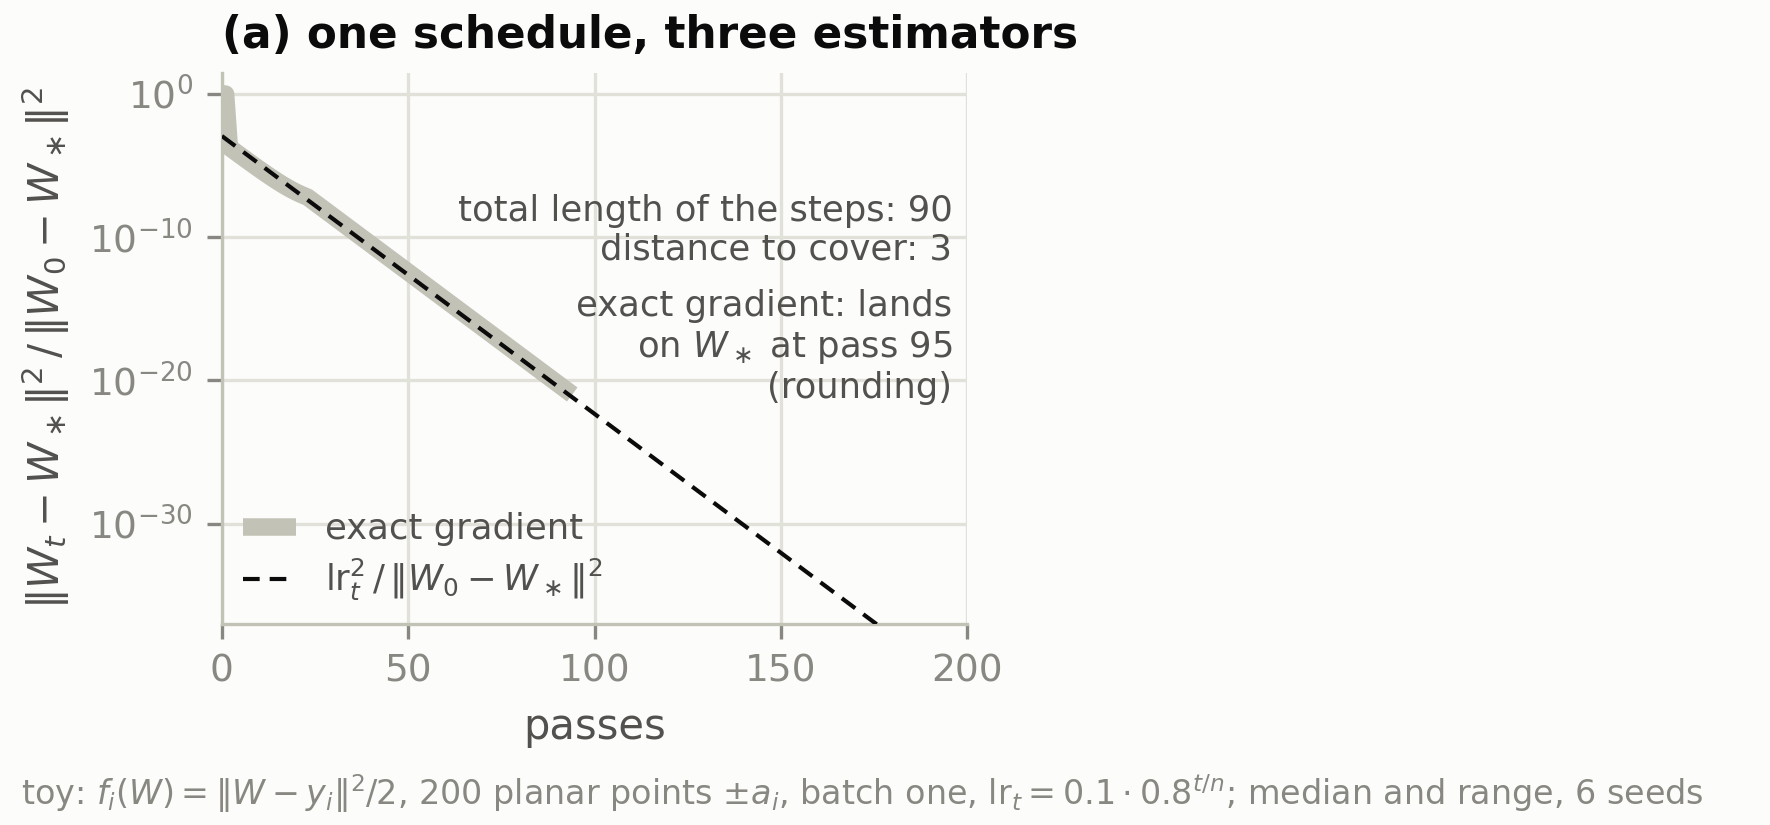 (a) one schedule, three estimators
‖W_t − W_∗‖² / ‖W_0 − W_∗‖²
10⁰
10⁻¹⁰
10⁻²⁰
10⁻³⁰
total length of the steps: 90
distance to cover: 3
exact gradient: lands
on W_∗ at pass 95
(rounding)
exact gradient
lr_t² / ‖W_0 − W_∗‖²
0 50 100 150 200
passes
toy: f_i(W) = ‖W − y_i‖²/2, 200 planar points ±a_i, batch one, lr_t = 0.1 · 0.8^{t/n}; median and range, 6 seeds